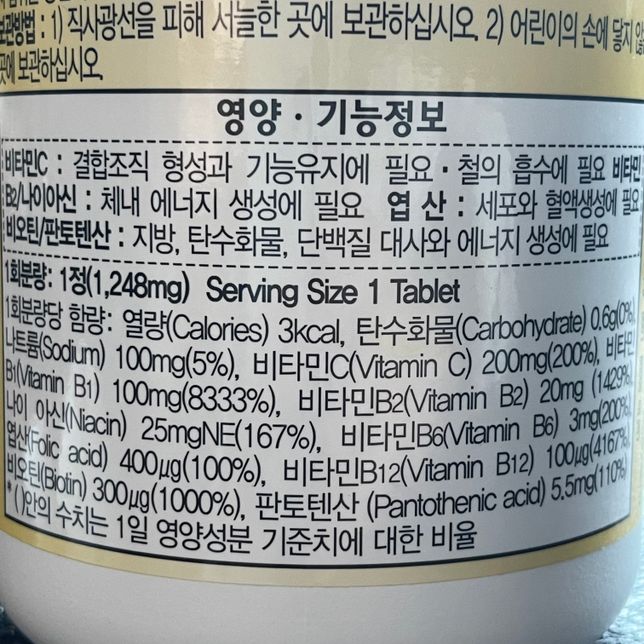 보관방법 : 1) 직사광선을 피해 서늘한 곳에 보관하십시오. 2) 어린이의 손에 닿지 않
곳에 보관하십시오.
영양 · 기능정보
비타민C : 결합조직 형성과 기능유지에 필요 · 철의 흡수에 필요 비타민
B2/나이아신 : 체내 에너지 생성에 필요 엽 산 : 세포와 혈액생성에 필요
비오틴/판토텐산 : 지방, 탄수화물, 단백질 대사와 에너지 생성에 필요
1회분량: 1정(1,248mg) Serving Size 1 Tablet
1회분량당 함량: 열량(Calories) 3kcal, 탄수화물(Carbohydrate) 0.6g(0%),
나트륨(Sodium) 100mg(5%), 비타민C(Vitamin C) 200mg(200%), 비타민
B1(Vitamin B1) 100mg(8333%), 비타민B2(Vitamin B2) 20mg (1429%)
나이 아신(Niacin) 25mgNE(167%), 비타민B6(Vitamin B6) 3mg(200%)
엽산(Folic acid) 400µg(100%), 비타민B12(Vitamin B12) 100µg(4167%)
비오틴(Biotin) 300µg(1000%), 판토텐산 (Pantothenic acid) 5.5mg(110%)
* ( )안의 수치는 1일 영양성분 기준치에 대한 비율